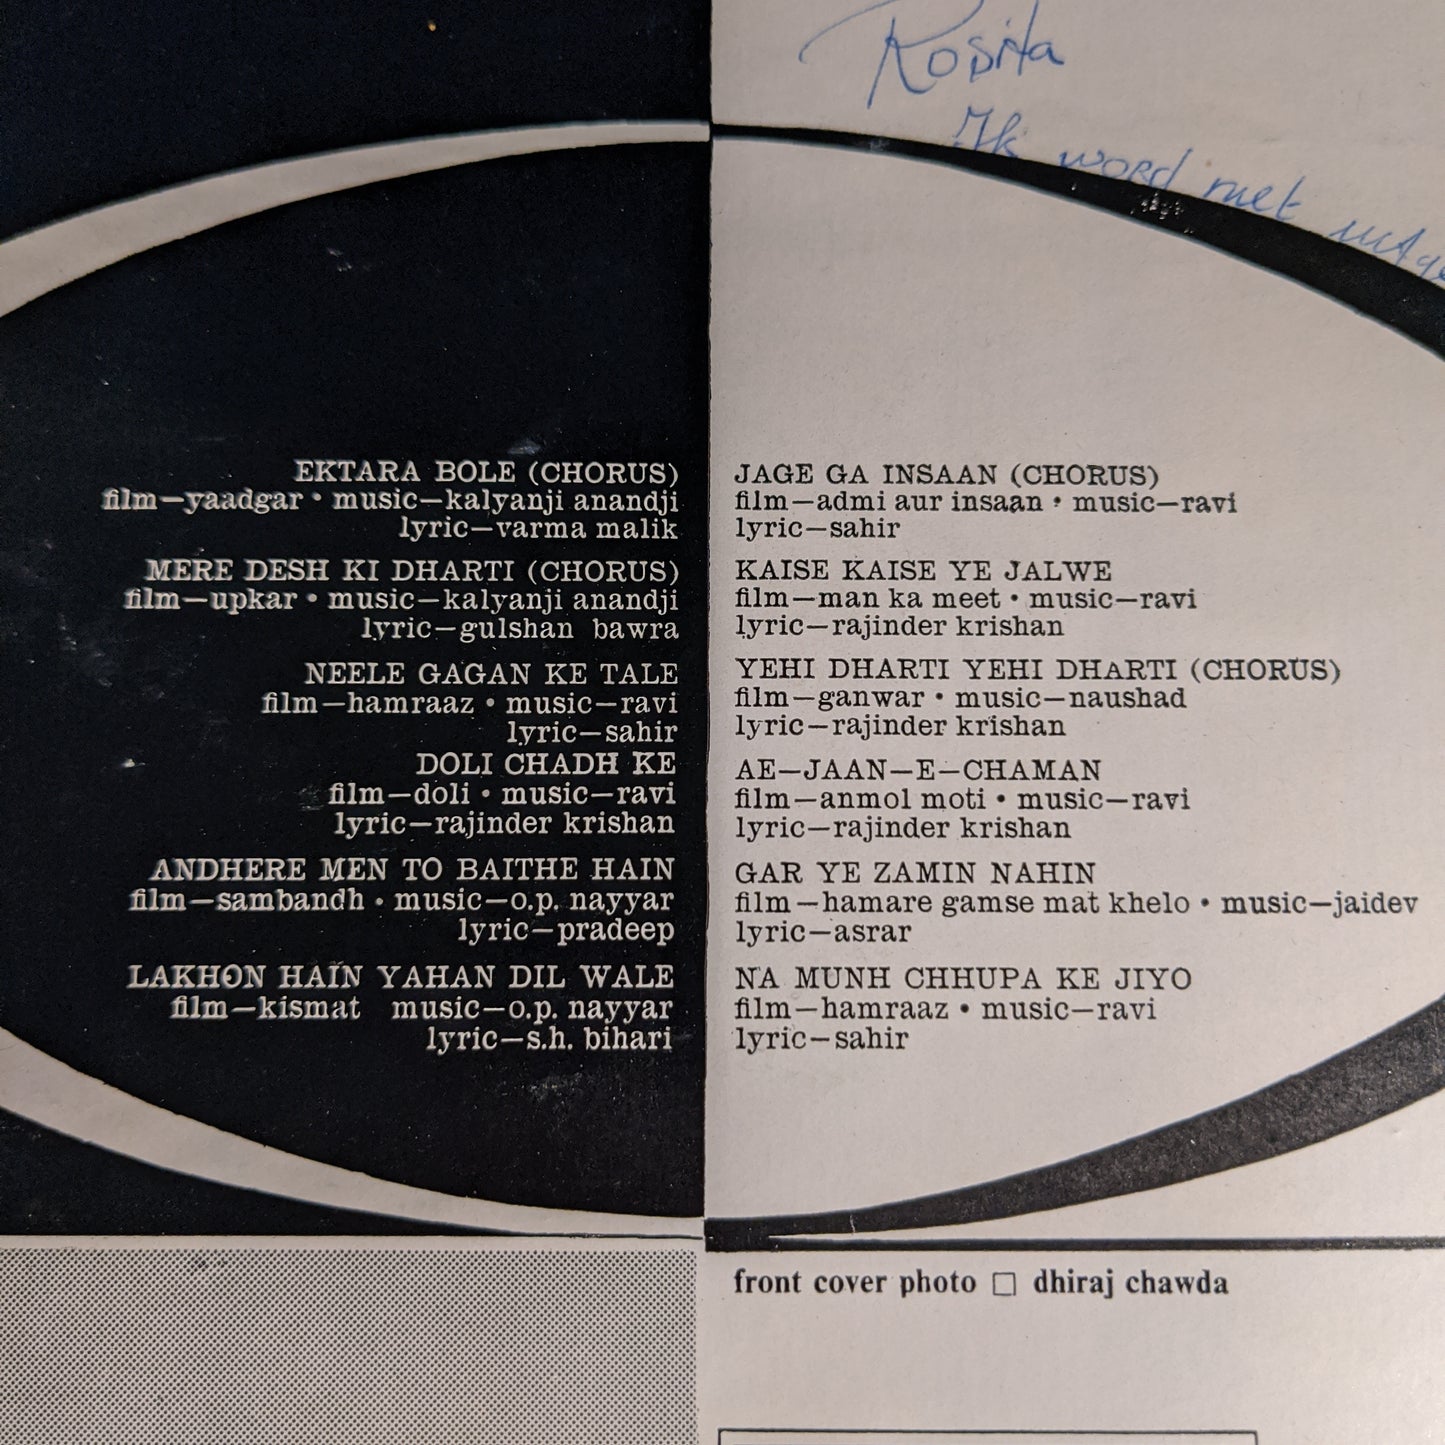 Rosita
Ik word met
EKTARA BOLE (CHORUS)
film—yaadgar • music—kalyanji anandji
lyric—varma malik
MERE DESH KI DHARTI (CHORUS)
film—upkar • music—kalyanji anandji
lyric—gulshan bawra
NEELE GAGAN KE TALE
film—hamraaz • music—ravi
lyric—sahir
DOLI CHADH KE
film—doli • music—ravi
lyric—rajinder krishan
ANDHERE MEN TO BAITHE HAIN
film—sambandh • music—o.p. nayyar
lyric—pradeep
LAKHON HAIN YAHAN DIL WALE
film—kismat music—o.p. nayyar
lyric—s.h. bihari
JAGE GA INSAAN (CHORUS)
film—admi aur insaan • music—ravi
lyric—sahir
KAISE KAISE YE JALWE
film—man ka meet • music—ravi
lyric—rajinder krishan
YEHI DHARTI YEHI DHARTI (CHORUS)
film—ganwar • music—naushad
lyric—rajinder krishan
AE—JAAN—E—CHAMAN
film—anmol moti • music—ravi
lyric—rajinder krishan
GAR YE ZAMIN NAHIN
film—hamare gamse mat khelo • music—jaidev
lyric—asrar
NA MUNH CHHUPA KE JIYO
film—hamraaz • music—ravi
lyric—sahir
front cover photo □ dhiraj chawda